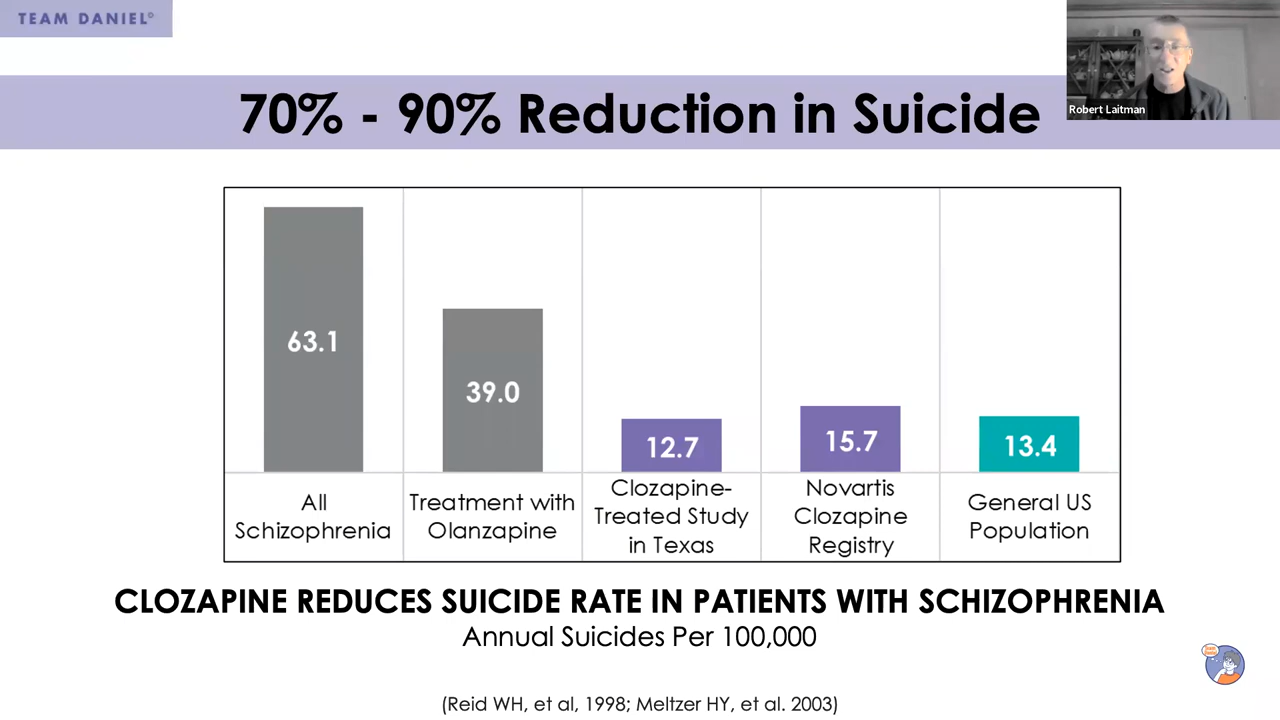 TEAM DANIEL©
Robert Laitman
70% - 90% Reduction in Suicide
63.1
39.0
12.7
15.7
13.4
All
Schizophrenia
Treatment with
Olanzapine
Clozapine-
Treated Study
in Texas
Novartis
Clozapine
Registry
General US
Population
CLOZAPINE REDUCES SUICIDE RATE IN PATIENTS WITH SCHIZOPHRENIA
Annual Suicides Per 100,000
(Reid WH, et al, 1998; Meltzer HY, et al. 2003)